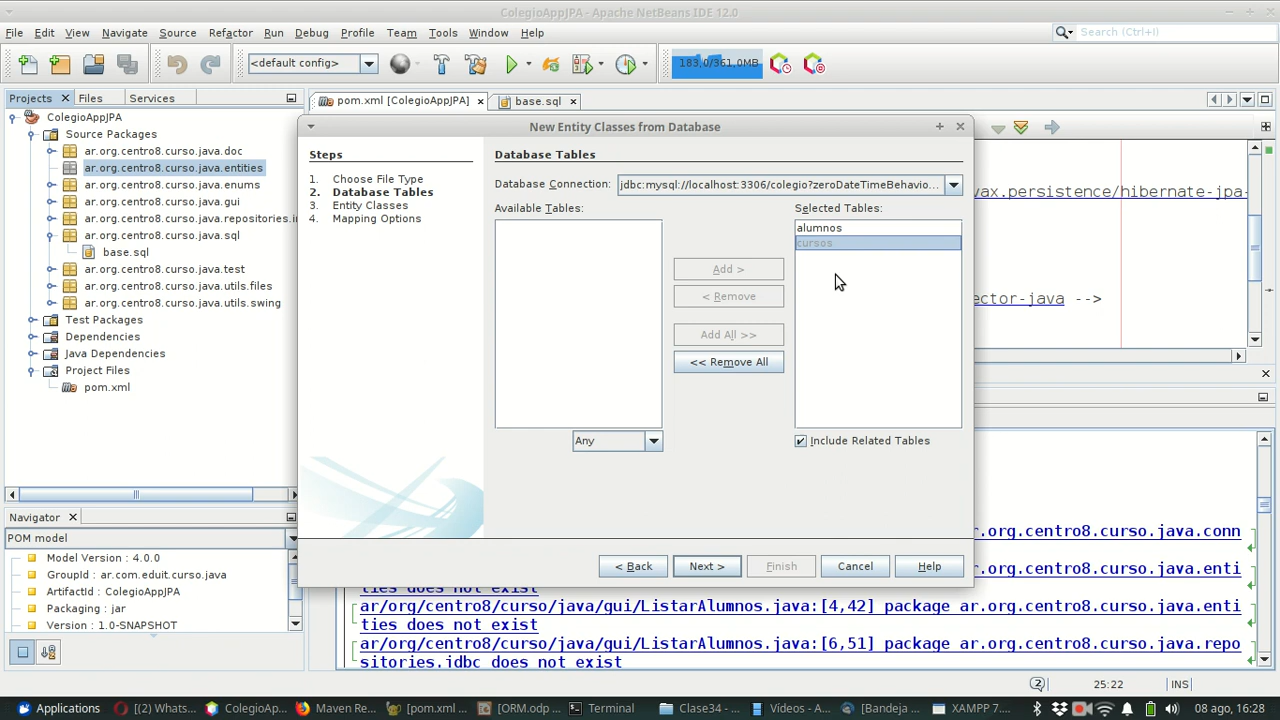 ColegioAppJPA - Apache NetBeans IDE 12.0
File Edit View Navigate Source Refactor Run Debug Profile Team Tools Window Help
Search (Ctrl+I)
<default config>
183,0/361,0MB
Projects Files Services
pom.xml [ColegioAppJPA] base.sql
ColegioAppJPA
Source Packages
ar.org.centro8.curso.java.doc
ar.org.centro8.curso.java.entities
ar.org.centro8.curso.java.enums
ar.org.centro8.curso.java.gui
ar.org.centro8.curso.java.repositories.in
ar.org.centro8.curso.java.sql
base.sql
ar.org.centro8.curso.java.test
ar.org.centro8.curso.java.utils.files
ar.org.centro8.curso.java.utils.swing
Test Packages
Dependencies
Java Dependencies
Project Files
pom.xml
Navigator
POM model
Model Version : 4.0.0
GroupId : ar.com.eduit.curso.java
ArtifactId : ColegioAppJPA
Packaging : jar
Version : 1.0-SNAPSHOT
New Entity Classes from Database
Steps
1. Choose File Type
2. Database Tables
3. Entity Classes
4. Mapping Options
Database Tables
Database Connection: jdbc:mysql://localhost:3306/colegio?zeroDateTimeBehavio...
Available Tables:
Selected Tables:
alumnos
cursos
Add >
< Remove
Add All >>
<< Remove All
Any
Include Related Tables
< Back Next > Finish Cancel Help
vax.persistence/hibernate-jpa-
ector-java -->
r.org.centro8.curso.java.conn
r.org.centro8.curso.java.enti
ties does not exist
ar/org/centro8/curso/java/gui/ListarAlumnos.java:[4,42] package ar.org.centro8.curso.java.enti
ties does not exist
ar/org/centro8/curso/java/gui/ListarAlumnos.java:[6,51] package ar.org.centro8.curso.java.repo
sitories.jdbc does not exist
2 25:22 INS
Applications [(2) Whats... ColegioApp... Maven Re... [pom.xml ... [ORM.odp ... Terminal Clase34 -... Vídeos - A... [Bandeja ... XAMPP 7.... 08 ago, 16:28